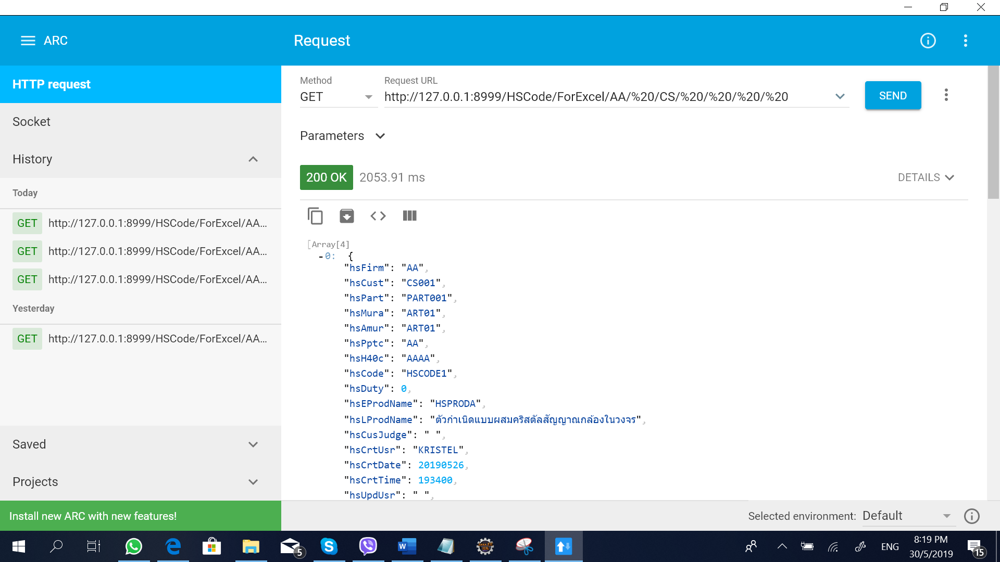 ARC
Request
HTTP request
Socket
History
Today
GET http://127.0.0.1:8999/HSCode/ForExcel/AA...
GET http://127.0.0.1:8999/HSCode/ForExcel/AA...
GET http://127.0.0.1:8999/HSCode/ForExcel/AA...
Yesterday
GET http://127.0.0.1:8999/HSCode/ForExcel/AA...
Saved
Projects
Install new ARC with new features!
Method
Request URL
GET
http://127.0.0.1:8999/HSCode/ForExcel/AA/%20/CS/%20/%20/%20/%20
SEND
Parameters
200 OK 2053.91 ms
DETAILS
[Array[4]
-0: {
"hsFirm": "AA",
"hsCust": "CS001",
"hsPart": "PART001",
"hsMura": "ART01",
"hsAmur": "ART01",
"hsPptc": "AA",
"hsH40c": "AAAA",
"hsCode": "HSCODE1",
"hsDuty": 0,
"hsEProdName": "HSPRODA",
"hsLProdName": "ตัวกำเนิดแบบผสมคริสตัลสัญญาณกล้องในวงจร",
"hsCusJudge": " ",
"hsCrtUsr": "KRISTEL",
"hsCrtDate": 20190526,
"hsCrtTime": 193400,
"hsUpdUsr": " ",
Selected environment: Default
5
Java EE
IDE
ENG
8:19 PM
30/5/2019
15